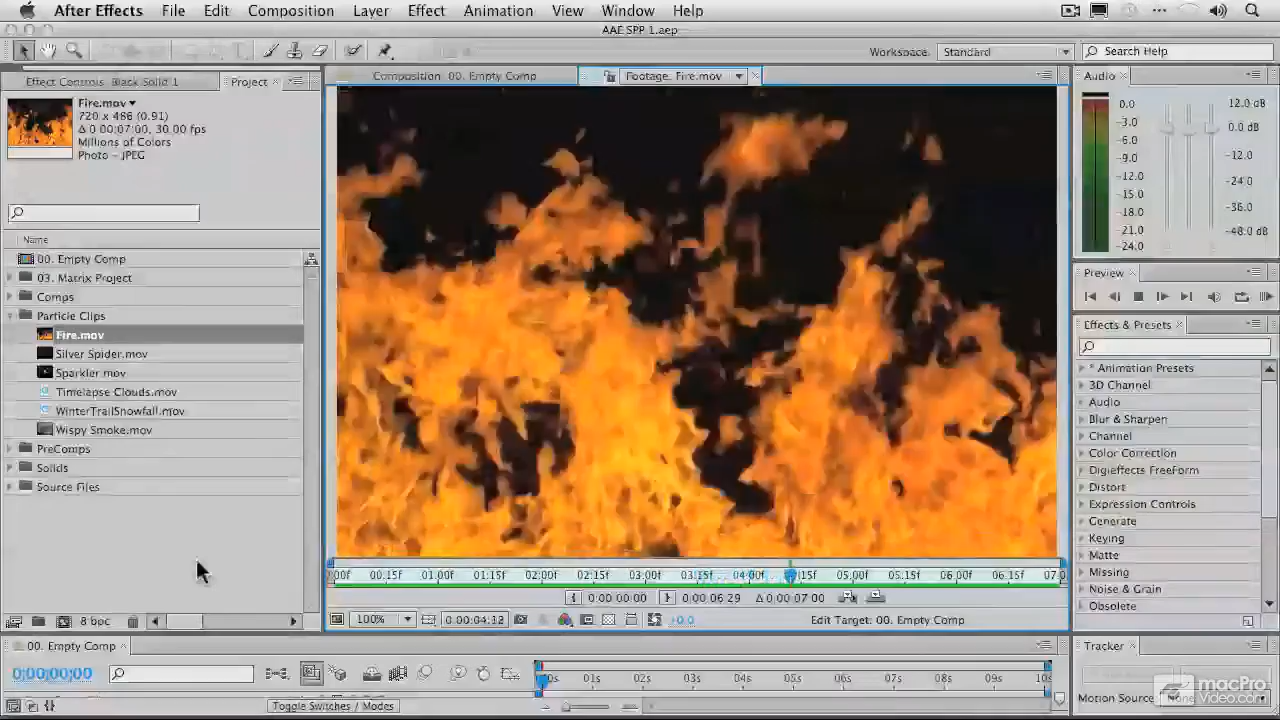 After Effects File Edit Composition Layer Effect Animation View Window Help
AAE SPP 1.aep
Workspace: Standard Search Help
Effect Controls: Black Solid 1 Project Composition: 00. Empty Comp Footage: Fire.mov Audio
Fire.mov
720 x 486 (0.91)
Δ 0:00:07:00, 30.00 fps
Millions of Colors
Photo - JPEG
0.0 12.0 dB
-3.0 0.0 dB
-6.0
-9.0 -12.0
-12.0
-15.0 -24.0
-18.0 -36.0
-21.0
-24.0 -48.0 dB
Name
00. Empty Comp
03. Matrix Project
Comps
Particle Clips
Fire.mov
Silver Spider.mov
Sparkler.mov
Timelapse Clouds.mov
WinterTrailSnowfall.mov
Wispy Smoke.mov
PreComps
Solids
Source Files
Preview
Effects & Presets
* Animation Presets
3D Channel
Audio
Blur & Sharpen
Channel
Color Correction
Digieffects FreeForm
Distort
Expression Controls
Generate
Keying
Matte
Missing
Noise & Grain
Obsolete
:00f 00:15f 01:00f 01:15f 02:00f 02:15f 03:00f 03:15f 04:00f :15f 05:00f 05:15f 06:00f 06:15f 07:0
0:00:00:00 0:00:06:29 Δ 0:00:07:00
8 bpc 100% 0:00:04:12 +0.0 Edit Target: 00. Empty Comp
00. Empty Comp Tracker
0;00;00;00 00s 01s 02s 03s 04s 05s 06s 07s 08s 09s 10s
Toggle Switches / Modes Motion Source: None
macPro
Video.com